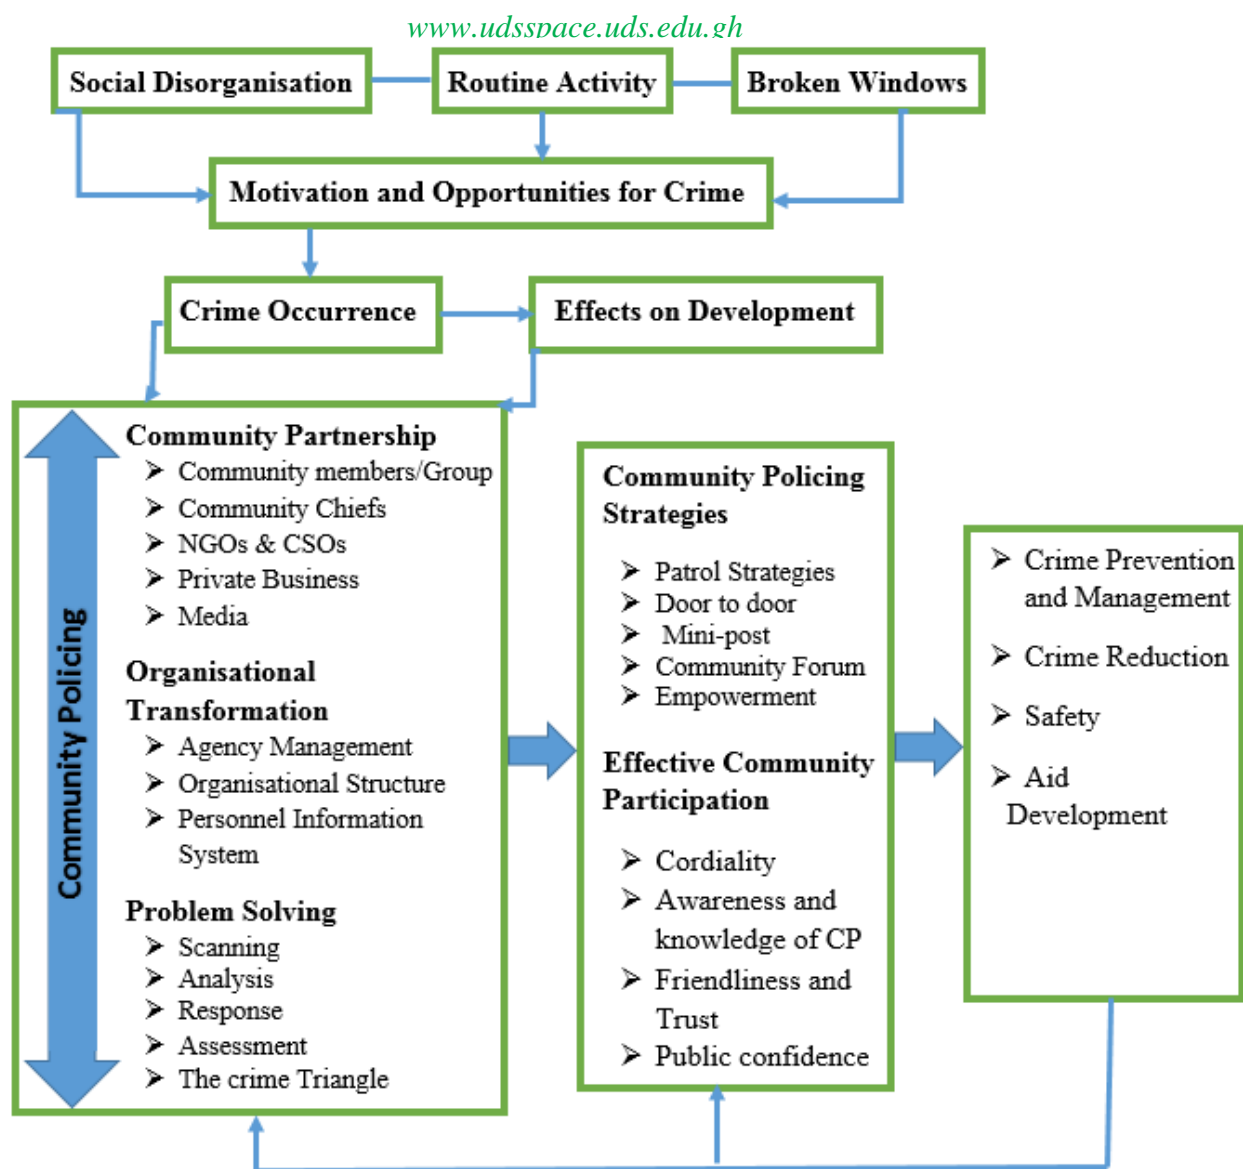 www.udsspace.uds.edu.gh
Social Disorganisation
Routine Activity
Broken Windows
Motivation and Opportunities for Crime
Crime Occurrence
Effects on Development
Community Policing
Community Partnership
➢ Community members/Group
➢ Community Chiefs
➢ NGOs & CSOs
➢ Private Business
➢ Media
Organisational
Transformation
➢ Agency Management
➢ Organisational Structure
➢ Personnel Information
System
Problem Solving
➢ Scanning
➢ Analysis
➢ Response
➢ Assessment
➢ The crime Triangle
Community Policing
Strategies
➢ Patrol Strategies
➢ Door to door
➢ Mini-post
➢ Community Forum
➢ Empowerment
Effective Community
Participation
➢ Cordiality
➢ Awareness and
knowledge of CP
➢ Friendliness and
Trust
➢ Public confidence
➢ Crime Prevention
and Management
➢ Crime Reduction
➢ Safety
➢ Aid
Development